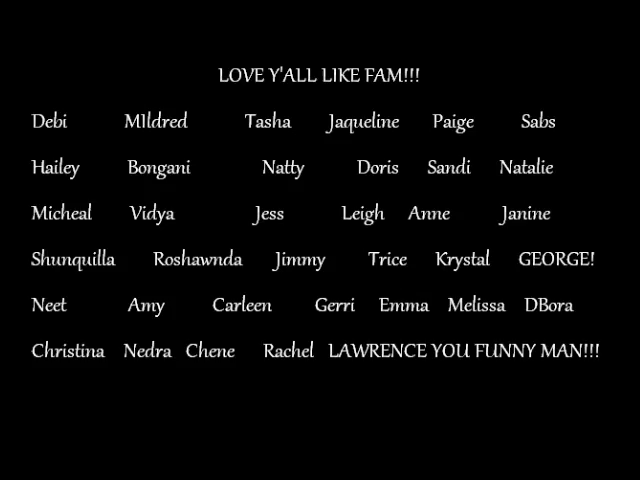 LOVE Y'ALL LIKE FAM!!!
Debi MIldred Tasha Jaqueline Paige Sabs
Hailey Bongani Natty Doris Sandi Natalie
Micheal Vidya Jess Leigh Anne Janine
Shunquilla Roshawnda Jimmy Trice Krystal GEORGE!
Neet Amy Carleen Gerri Emma Melissa DBora
Christina Nedra Chene Rachel LAWRENCE YOU FUNNY MAN!!!